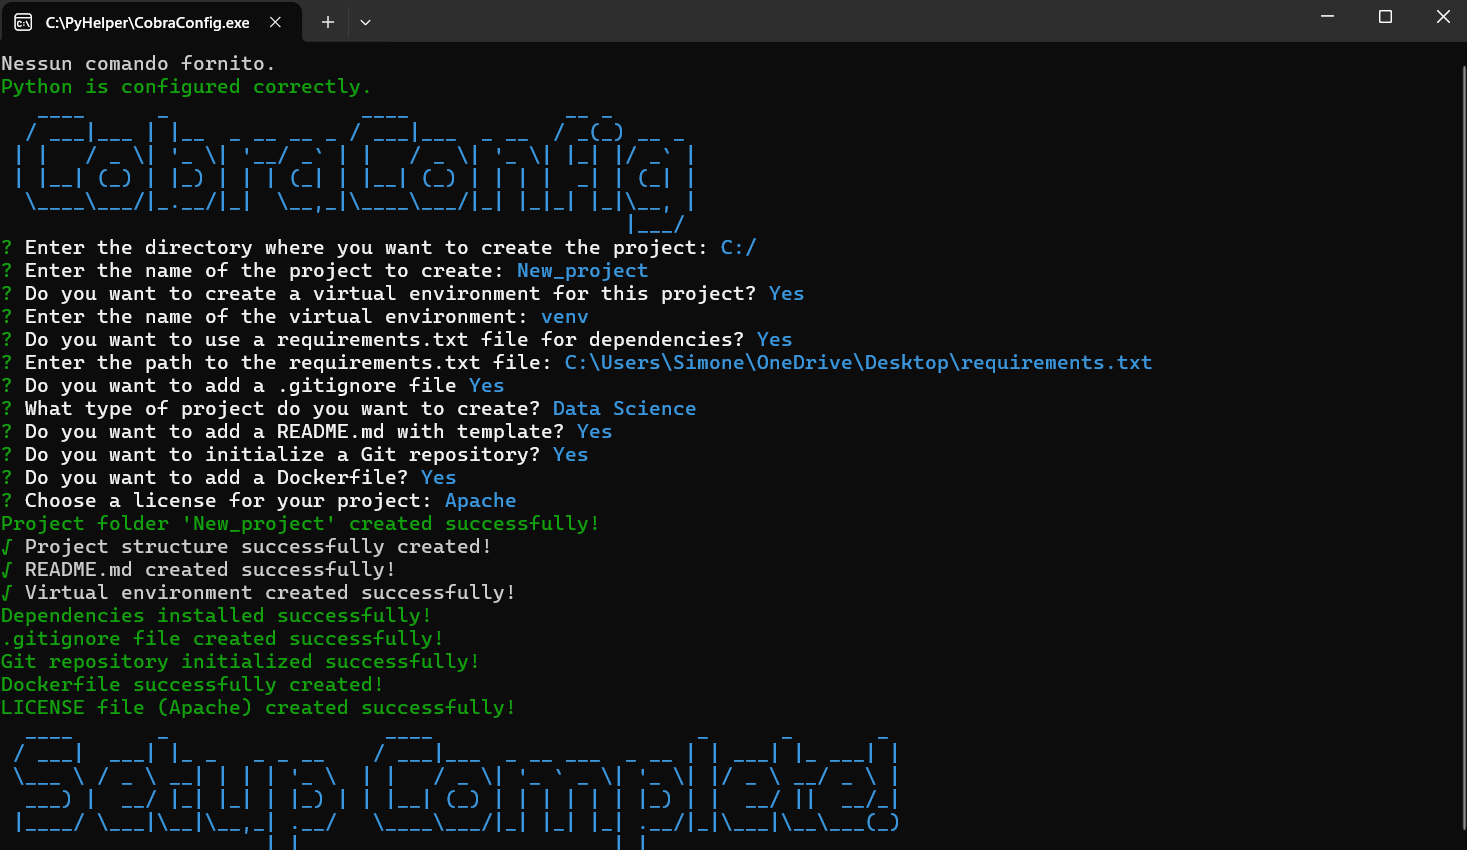 C:\PyHelper\CobraConfig.exe
Nessun comando fornito.
Python is configured correctly.
CobraConfig
? Enter the directory where you want to create the project: C:/
? Enter the name of the project to create: New_project
? Do you want to create a virtual environment for this project? Yes
? Enter the name of the virtual environment: venv
? Do you want to use a requirements.txt file for dependencies? Yes
? Enter the path to the requirements.txt file: C:\Users\Simone\OneDrive\Desktop\requirements.txt
? Do you want to add a .gitignore file Yes
? What type of project do you want to create? Data Science
? Do you want to add a README.md with template? Yes
? Do you want to initialize a Git repository? Yes
? Do you want to add a Dockerfile? Yes
? Choose a license for your project: Apache
Project folder 'New_project' created successfully!
√ Project structure successfully created!
√ README.md created successfully!
√ Virtual environment created successfully!
Dependencies installed successfully!
.gitignore file created successfully!
Git repository initialized successfully!
Dockerfile successfully created!
LICENSE file (Apache) created successfully!
Setup Complete!